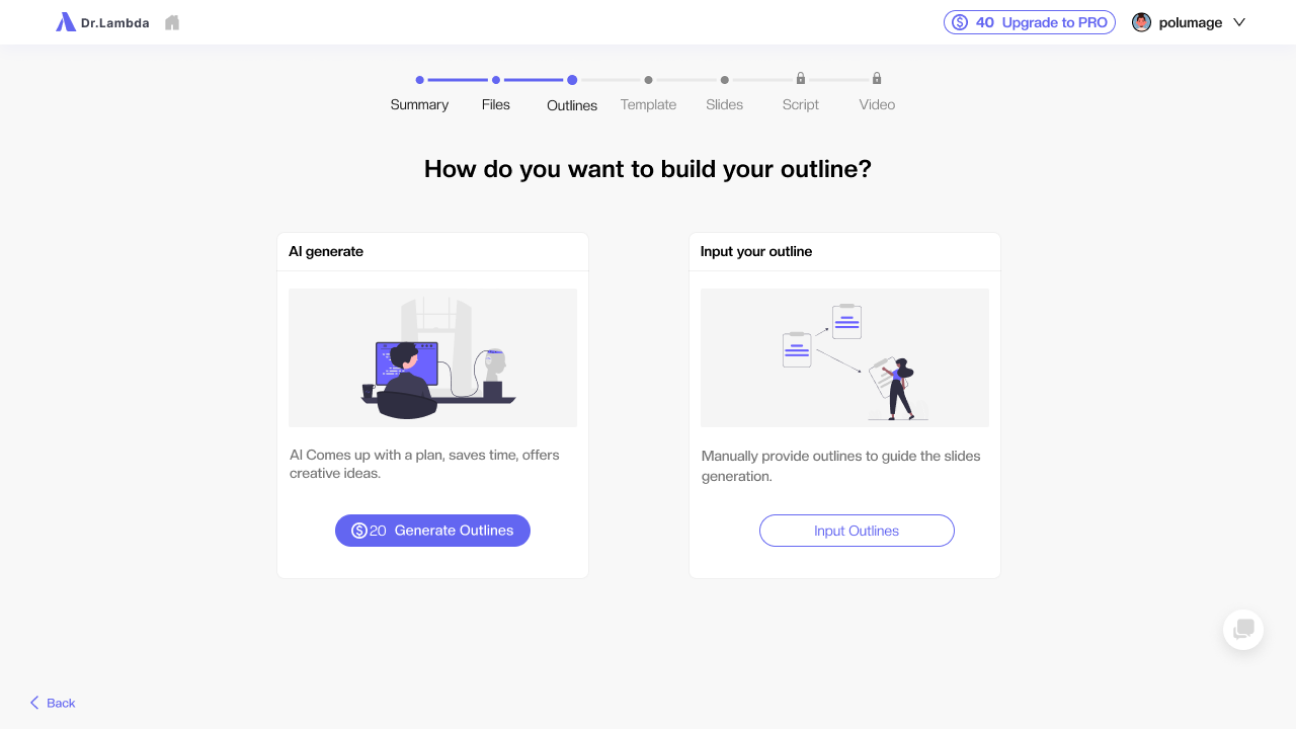 Dr.Lambda
40 Upgrade to PRO
polumage
Summary
Files
Outlines
Template
Slides
Script
Video
How do you want to build your outline?
AI generate
AI Comes up with a plan, saves time, offers
creative ideas.
20 Generate Outlines
Input your outline
Manually provide outlines to guide the slides
generation.
Input Outlines
Back